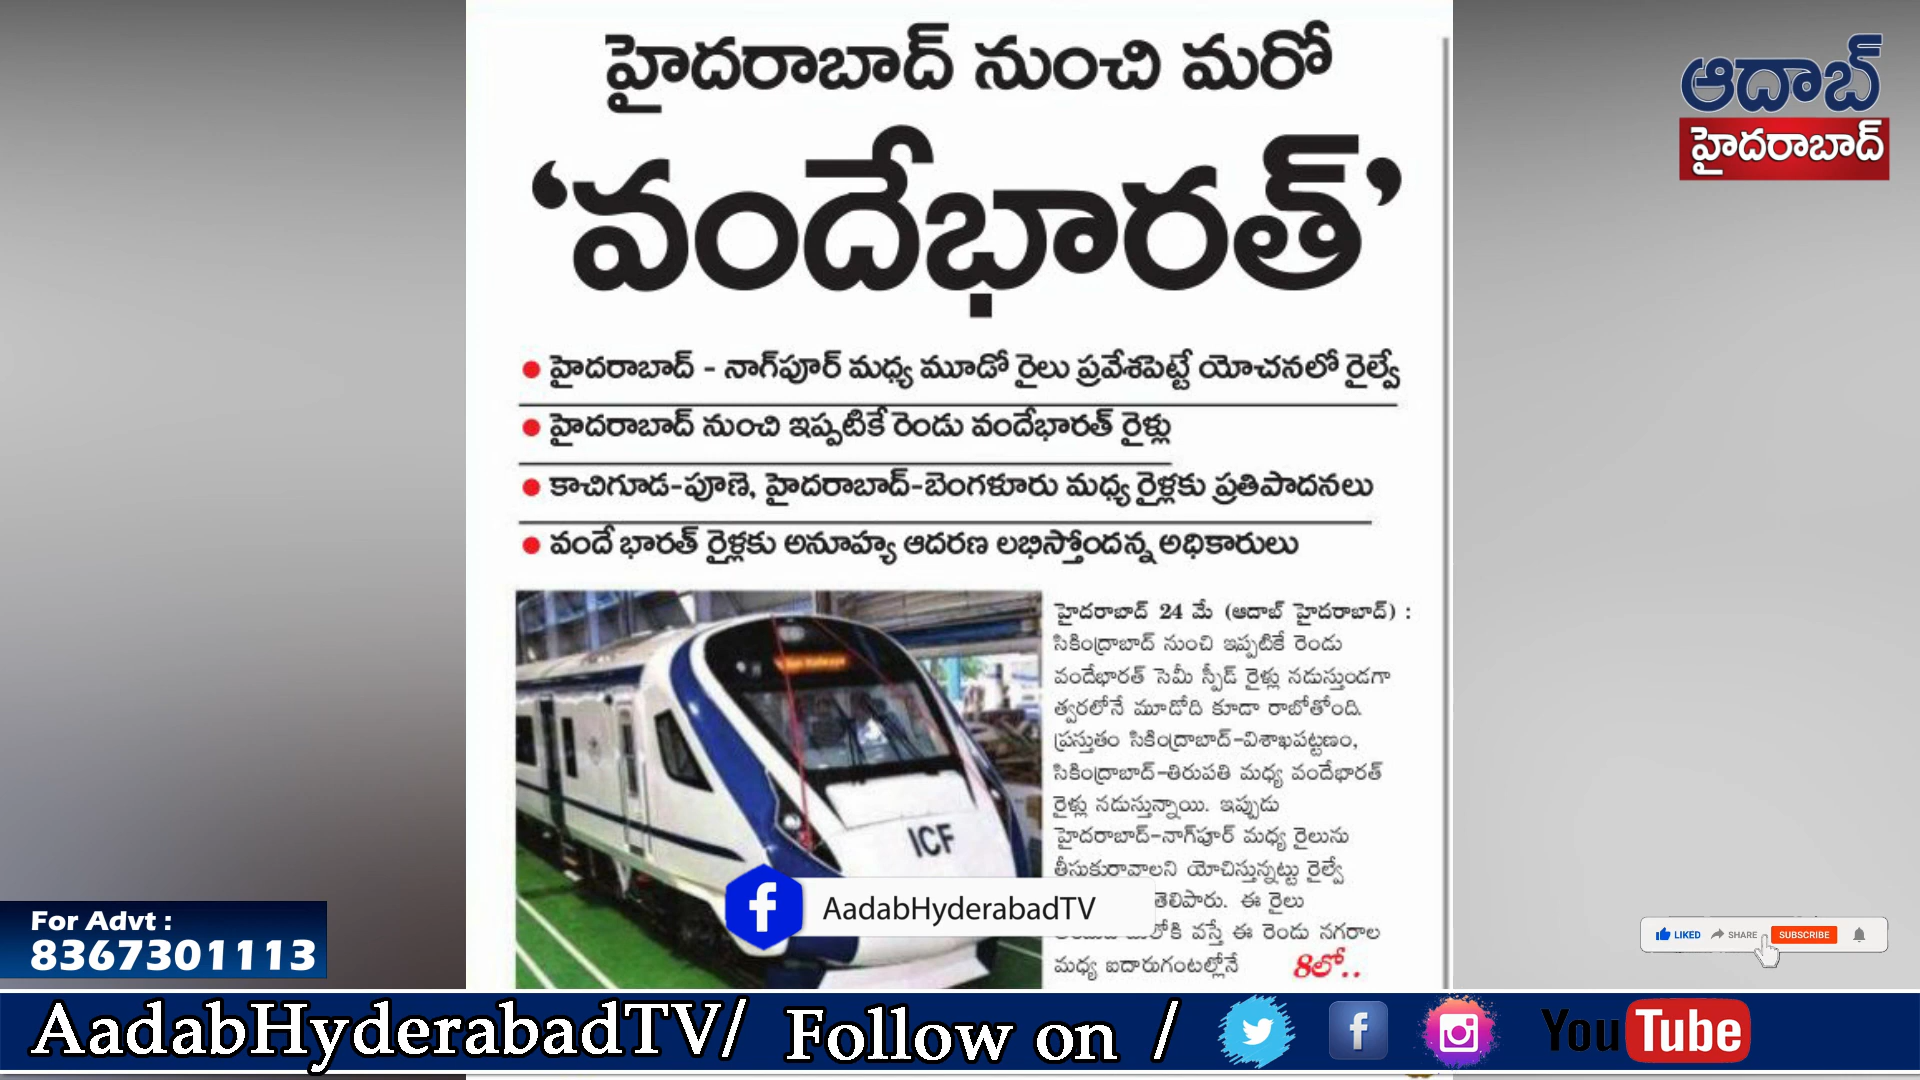 హైదరాబాద్ నుంచి మరో
'వందేభారత్'
• హైదరాబాద్ - నాగ్‌పూర్ మధ్య మూడో రైలు ప్రవేశపెట్టే యోచనలో రైల్వే
• హైదరాబాద్ నుంచి ఇప్పటికే రెండు వందేభారత్ రైళ్లు
• కాచిగూడ-పూణె, హైదరాబాద్-బెంగళూరు మధ్య రైళ్లకు ప్రతిపాదనలు
• వందే భారత్ రైళ్లకు అనూహ్య ఆదరణ లభిస్తోందన్న అధికారులు
హైదరాబాద్ 24 మే (ఆదాబ్ హైదరాబాద్) :
సికింద్రాబాద్ నుంచి ఇప్పటికే రెండు
వందేభారత్ సెమీ స్పీడ్ రైళ్లు నడుస్తుండగా
త్వరలోనే మూడోది కూడా రాబోతోంది.
ప్రస్తుతం సికింద్రాబాద్-విశాఖపట్టణం,
సికింద్రాబాద్-తిరుపతి మధ్య వందేభారత్
రైళ్లు నడుస్తున్నాయి. ఇప్పుడు
హైదరాబాద్-నాగ్‌పూర్ మధ్య రైలును
తీసుకురావాలని యోచిస్తున్నట్టు రైల్వే
తెలిపారు. ఈ రైలు
వస్తే ఈ రెండు నగరాల
మధ్య ఐదారుగంటల్లోనే 8లో..
ICF
AadabHyderabadTV
ఆదాబ్
హైదరాబాద్
For Advt :
8367301113
LIKED SHARE SUBSCRIBE
AadabHyderabadTV/ Follow on / YouTube